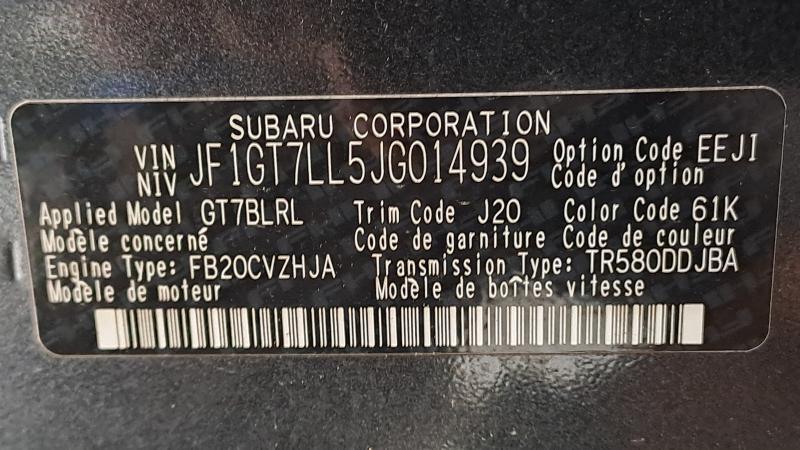 SUBARU CORPORATION
VIN JF1GT7LL5JG014939 Option Code EEJI
NIV Code d'option
Applied Model GT7BLRL Trim Code J20 Color Code 61K
Modèle concerné Code de garniture Code de couleur
Engine Type: FB20CVZHJA Transmission Type: TR580DDJBA
Modèle de moteur Modèle de boîtes vitesse